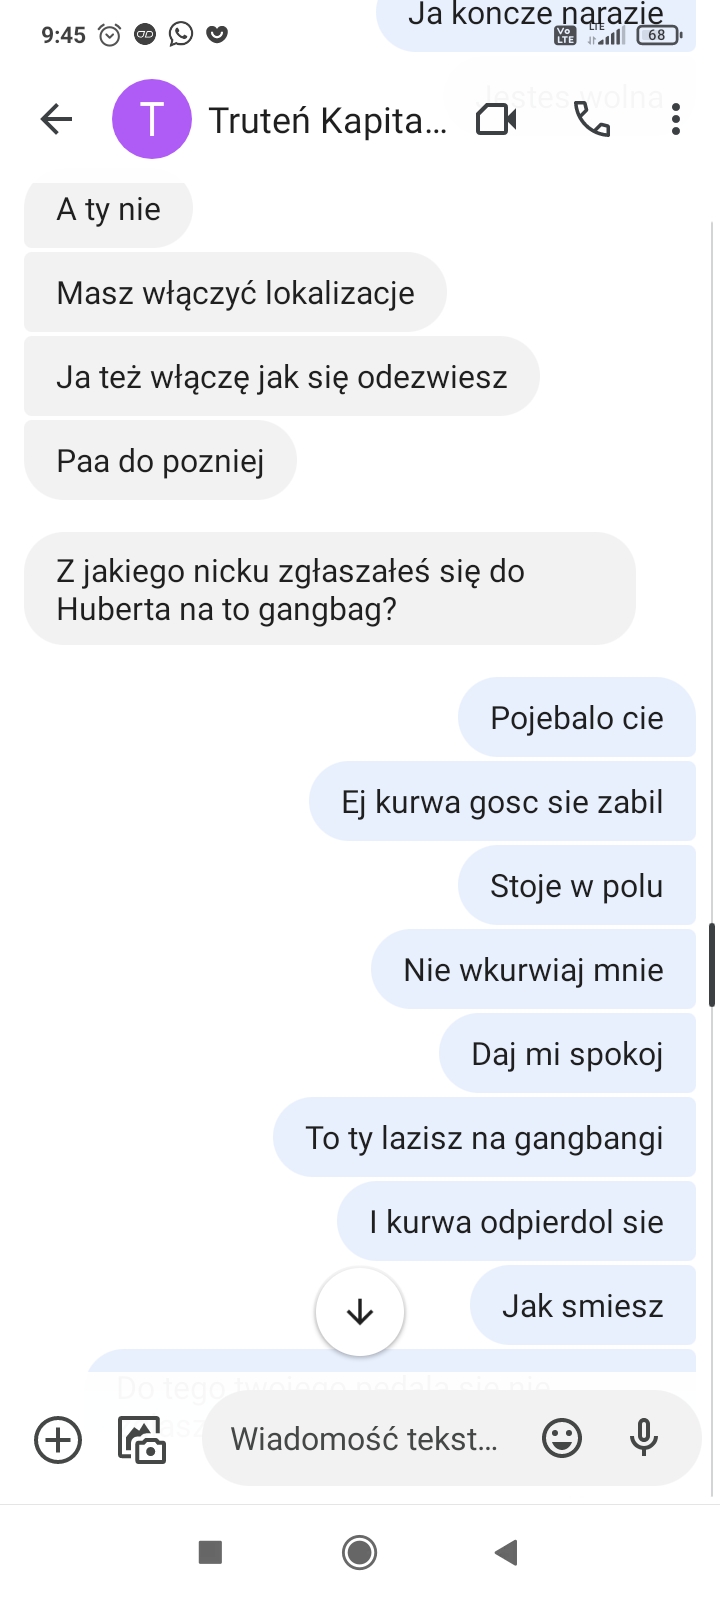 Ja koncze narazie
9:45
Vo LTE
LTE
68
Jestes wolna
T
Truteń Kapita...
A ty nie
Masz włączyć lokalizacje
Ja też włączę jak się odezwiesz
Paa do pozniej
Z jakiego nicku zgłaszałeś się do
Huberta na to gangbag?
Pojebalo cie
Ej kurwa gosc sie zabil
Stoje w polu
Nie wkurwiaj mnie
Daj mi spokoj
To ty lazisz na gangbangi
I kurwa odpierdol sie
Jak smiesz
Do tego twojego pedala sie nie
Wiadomość tekst...